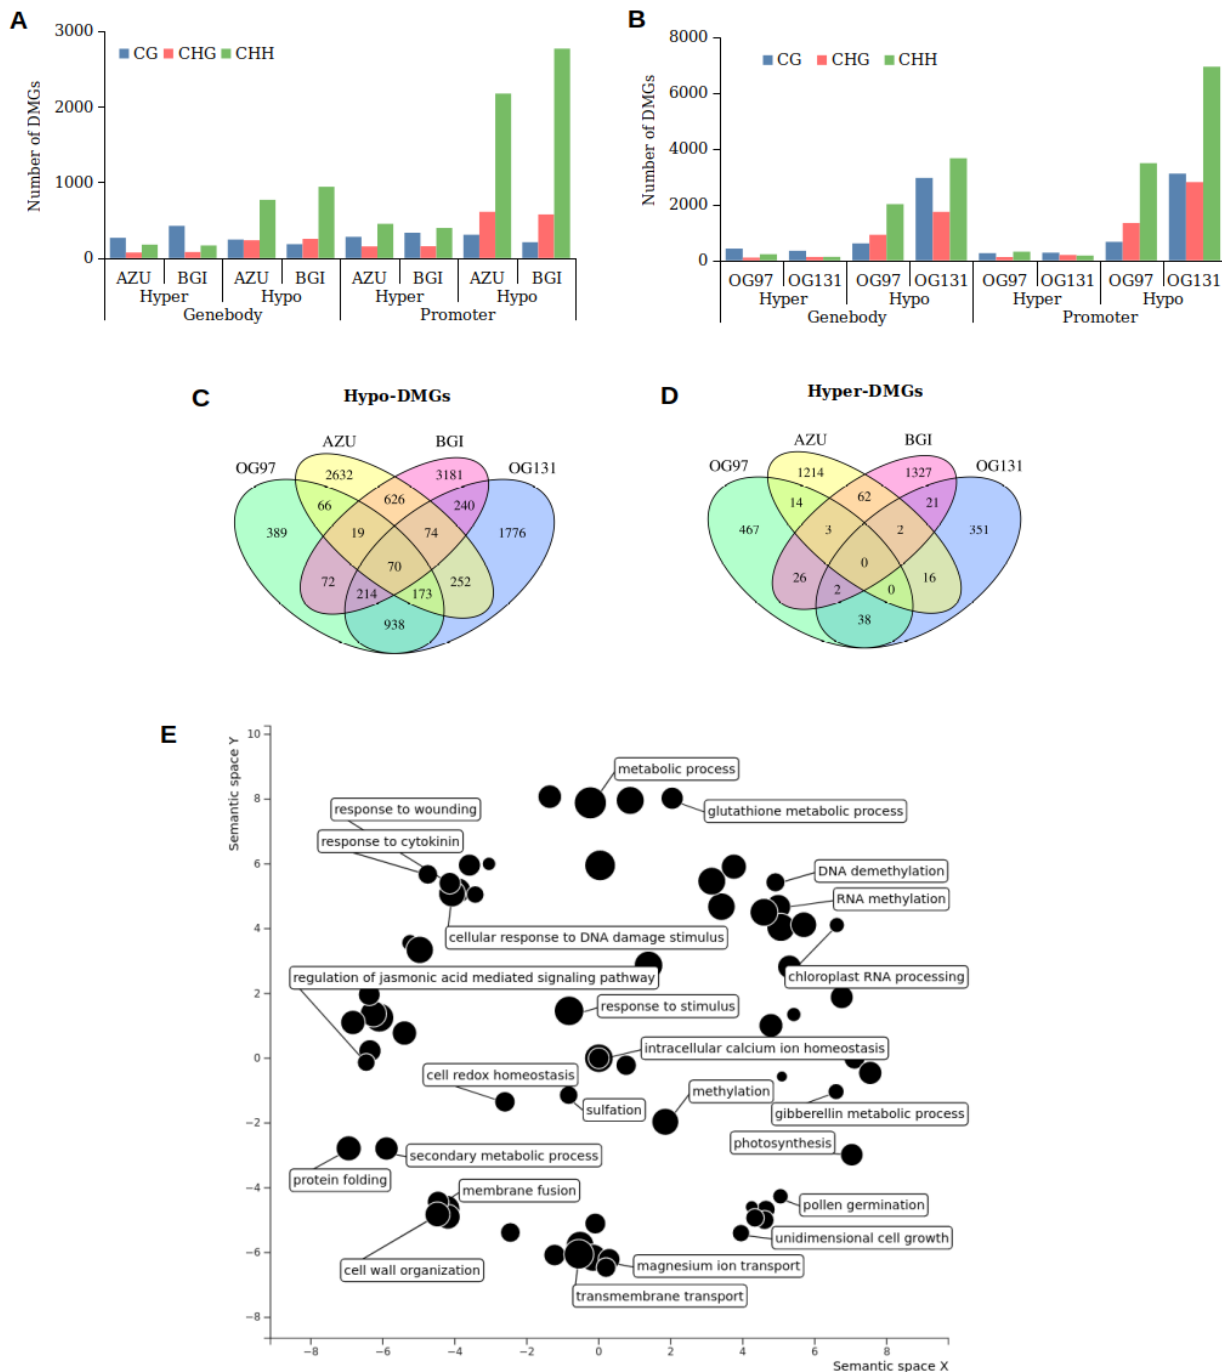 A
3000
2000
1000
0
Number of DMGs
CG CHG CHH
AZU BGI AZU BGI AZU BGI AZU BGI
Hyper Hypo Hyper Hypo
Genebody Promoter
B
8000
6000
4000
2000
0
Number of DMGs
CG CHG CHH
OG97 OG131 OG97 OG131 OG97 OG131 OG97 OG131
Hyper Hypo Hyper Hypo
Genebody Promoter
C
Hypo-DMGs
AZU BGI
OG97 OG131
2632 3181
66 626 240
389 19 74 1776
70
72 214 173 252
938
D
Hyper-DMGs
AZU BGI
OG97 OG131
1214 1327
14 62 21
467 3 2 351
0
26 2 0 16
38
E
Semantic space Y
10
8
6
4
2
0
−2
−4
−6
−8
metabolic process
glutathione metabolic process
response to wounding
response to cytokinin
DNA demethylation
RNA methylation
cellular response to DNA damage stimulus
regulation of jasmonic acid mediated signaling pathway
chloroplast RNA processing
response to stimulus
intracellular calcium ion homeostasis
cell redox homeostasis
methylation
sulfation
gibberellin metabolic process
photosynthesis
secondary metabolic process
protein folding
membrane fusion
pollen germination
unidimensional cell growth
cell wall organization
magnesium ion transport
transmembrane transport
−8 −6 −4 −2 0 2 4 6 8
Semantic space X